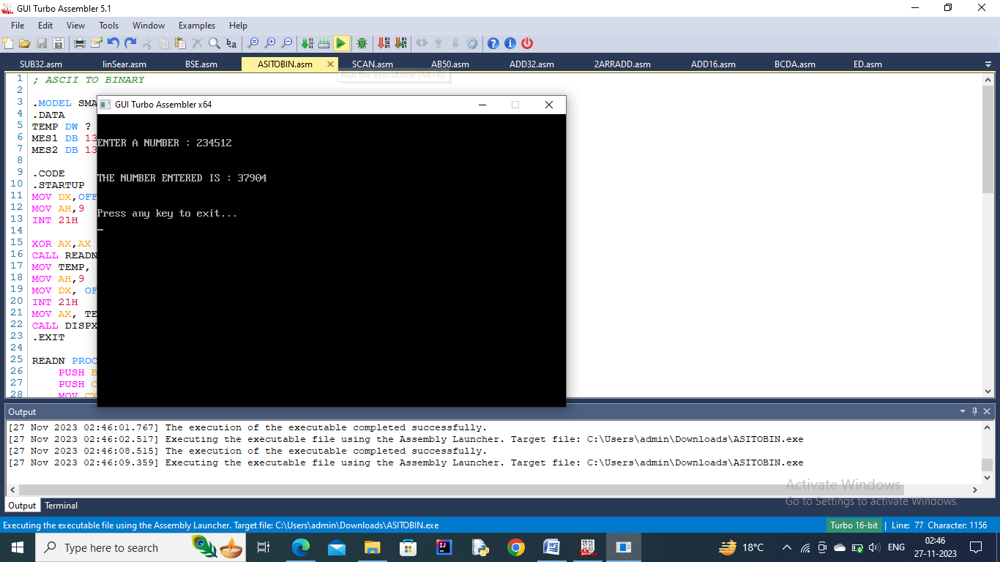 GUI Turbo Assembler 5.1
File Edit View Tools Window Examples Help
SUB32.asm linSear.asm BSE.asm ASITOBIN.asm SCAN.asm AB50.asm ADD32.asm 2ARRADD.asm ADD16.asm BCDA.asm ED.asm
Run the executable (Alt+R)
1 ; ASCII TO BINARY
2
3 .MODEL SMA
4 .DATA
5 TEMP DW ?
6 MES1 DB 13
7 MES2 DB 13
8
9 .CODE
10 .STARTUP
11 MOV DX,OFF
12 MOV AH,9
13 INT 21H
14
15 XOR AX,AX
16 CALL READN
17 MOV TEMP,
18 MOV AH,9
19 MOV DX, OF
20 INT 21H
21 MOV AX, TE
22 CALL DISPX
23 .EXIT
24
25 READN PROC
26 PUSH B
27 PUSH C
28 MOV CX
GUI Turbo Assembler x64
ENTER A NUMBER : 234512
THE NUMBER ENTERED IS : 37904
Press any key to exit...
Output
[27 Nov 2023 02:46:01.767] The execution of the executable completed successfully.
[27 Nov 2023 02:46:02.517] Executing the executable file using the Assembly Launcher. Target file: C:\Users\admin\Downloads\ASITOBIN.exe
[27 Nov 2023 02:46:08.515] The execution of the executable completed successfully.
[27 Nov 2023 02:46:09.359] Executing the executable file using the Assembly Launcher. Target file: C:\Users\admin\Downloads\ASITOBIN.exe
Activate Windows
Go to Settings to activate Windows.
Output Terminal
Executing the executable file using the Assembly Launcher. Target file: C:\Users\admin\Downloads\ASITOBIN.exe Turbo 16-bit | Line: 77 Character: 1156
Type here to search 18°C ENG 02:46
27-11-2023